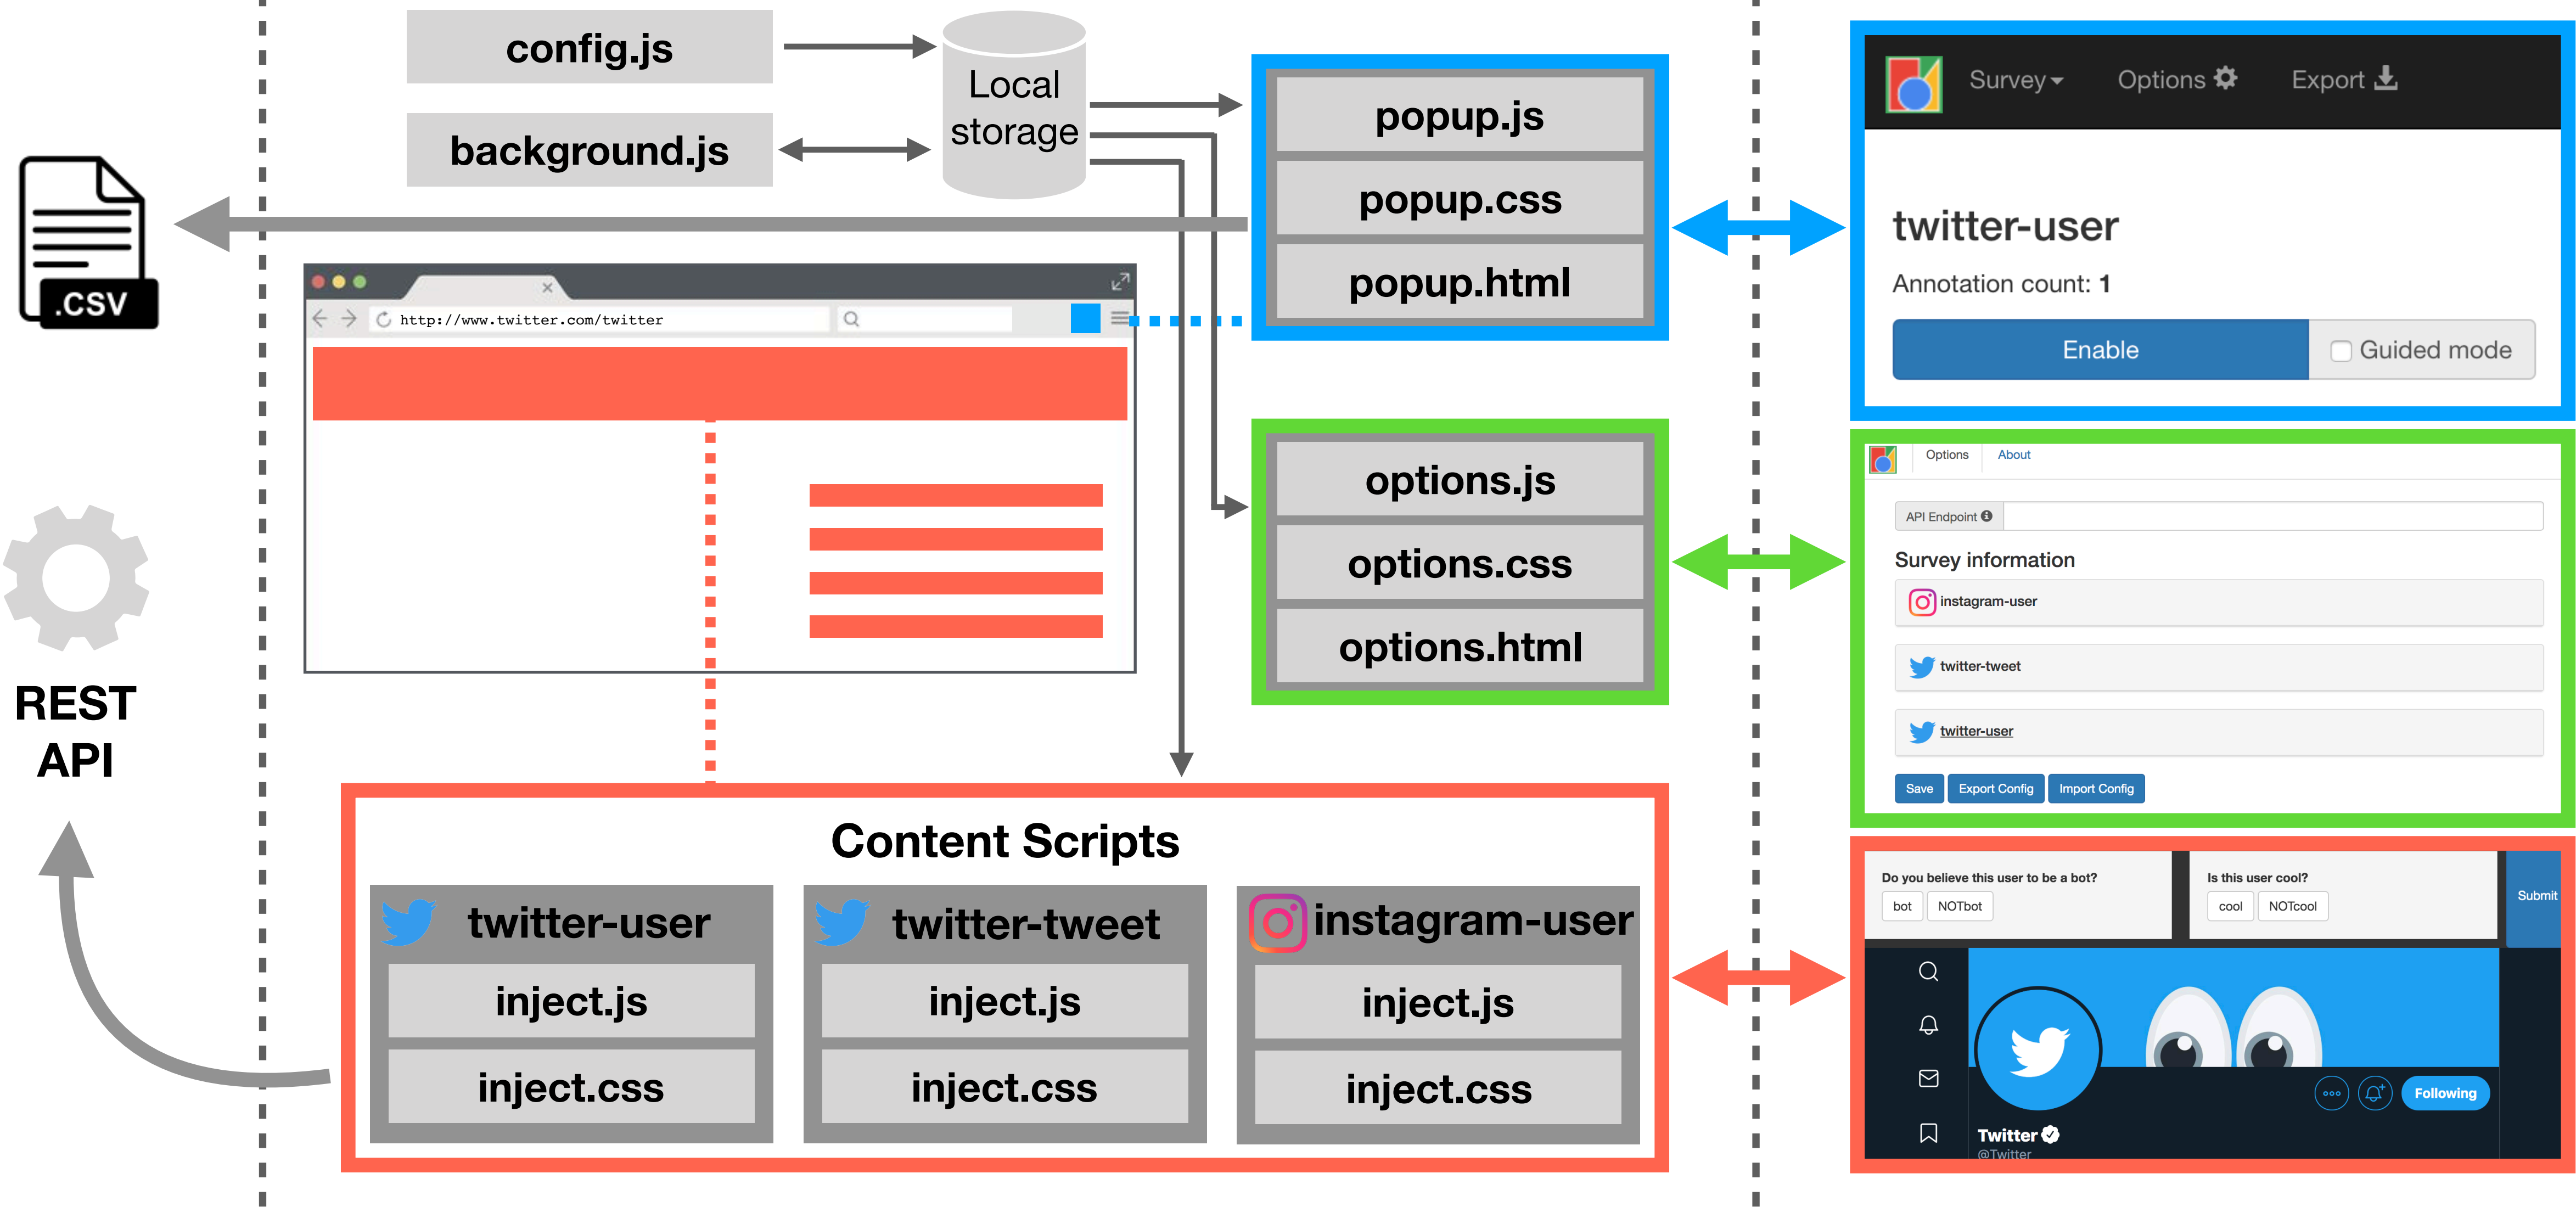 config.js
background.js
Local
storage
popup.js
popup.css
popup.html
.CSV
http://www.twitter.com/twitter
options.js
options.css
options.html
REST
API
Content Scripts
twitter-user
inject.js
inject.css
twitter-tweet
inject.js
inject.css
instagram-user
inject.js
inject.css
Survey
Options
Export
twitter-user
Annotation count: 1
Enable
Guided mode
Options
About
API Endpoint
Survey information
instagram-user
twitter-tweet
twitter-user
Save
Export Config
Import Config
Do you believe this user to be a bot?
bot
NOTbot
Is this user cool?
cool
NOTcool
Submit
Following
Twitter
@Twitter